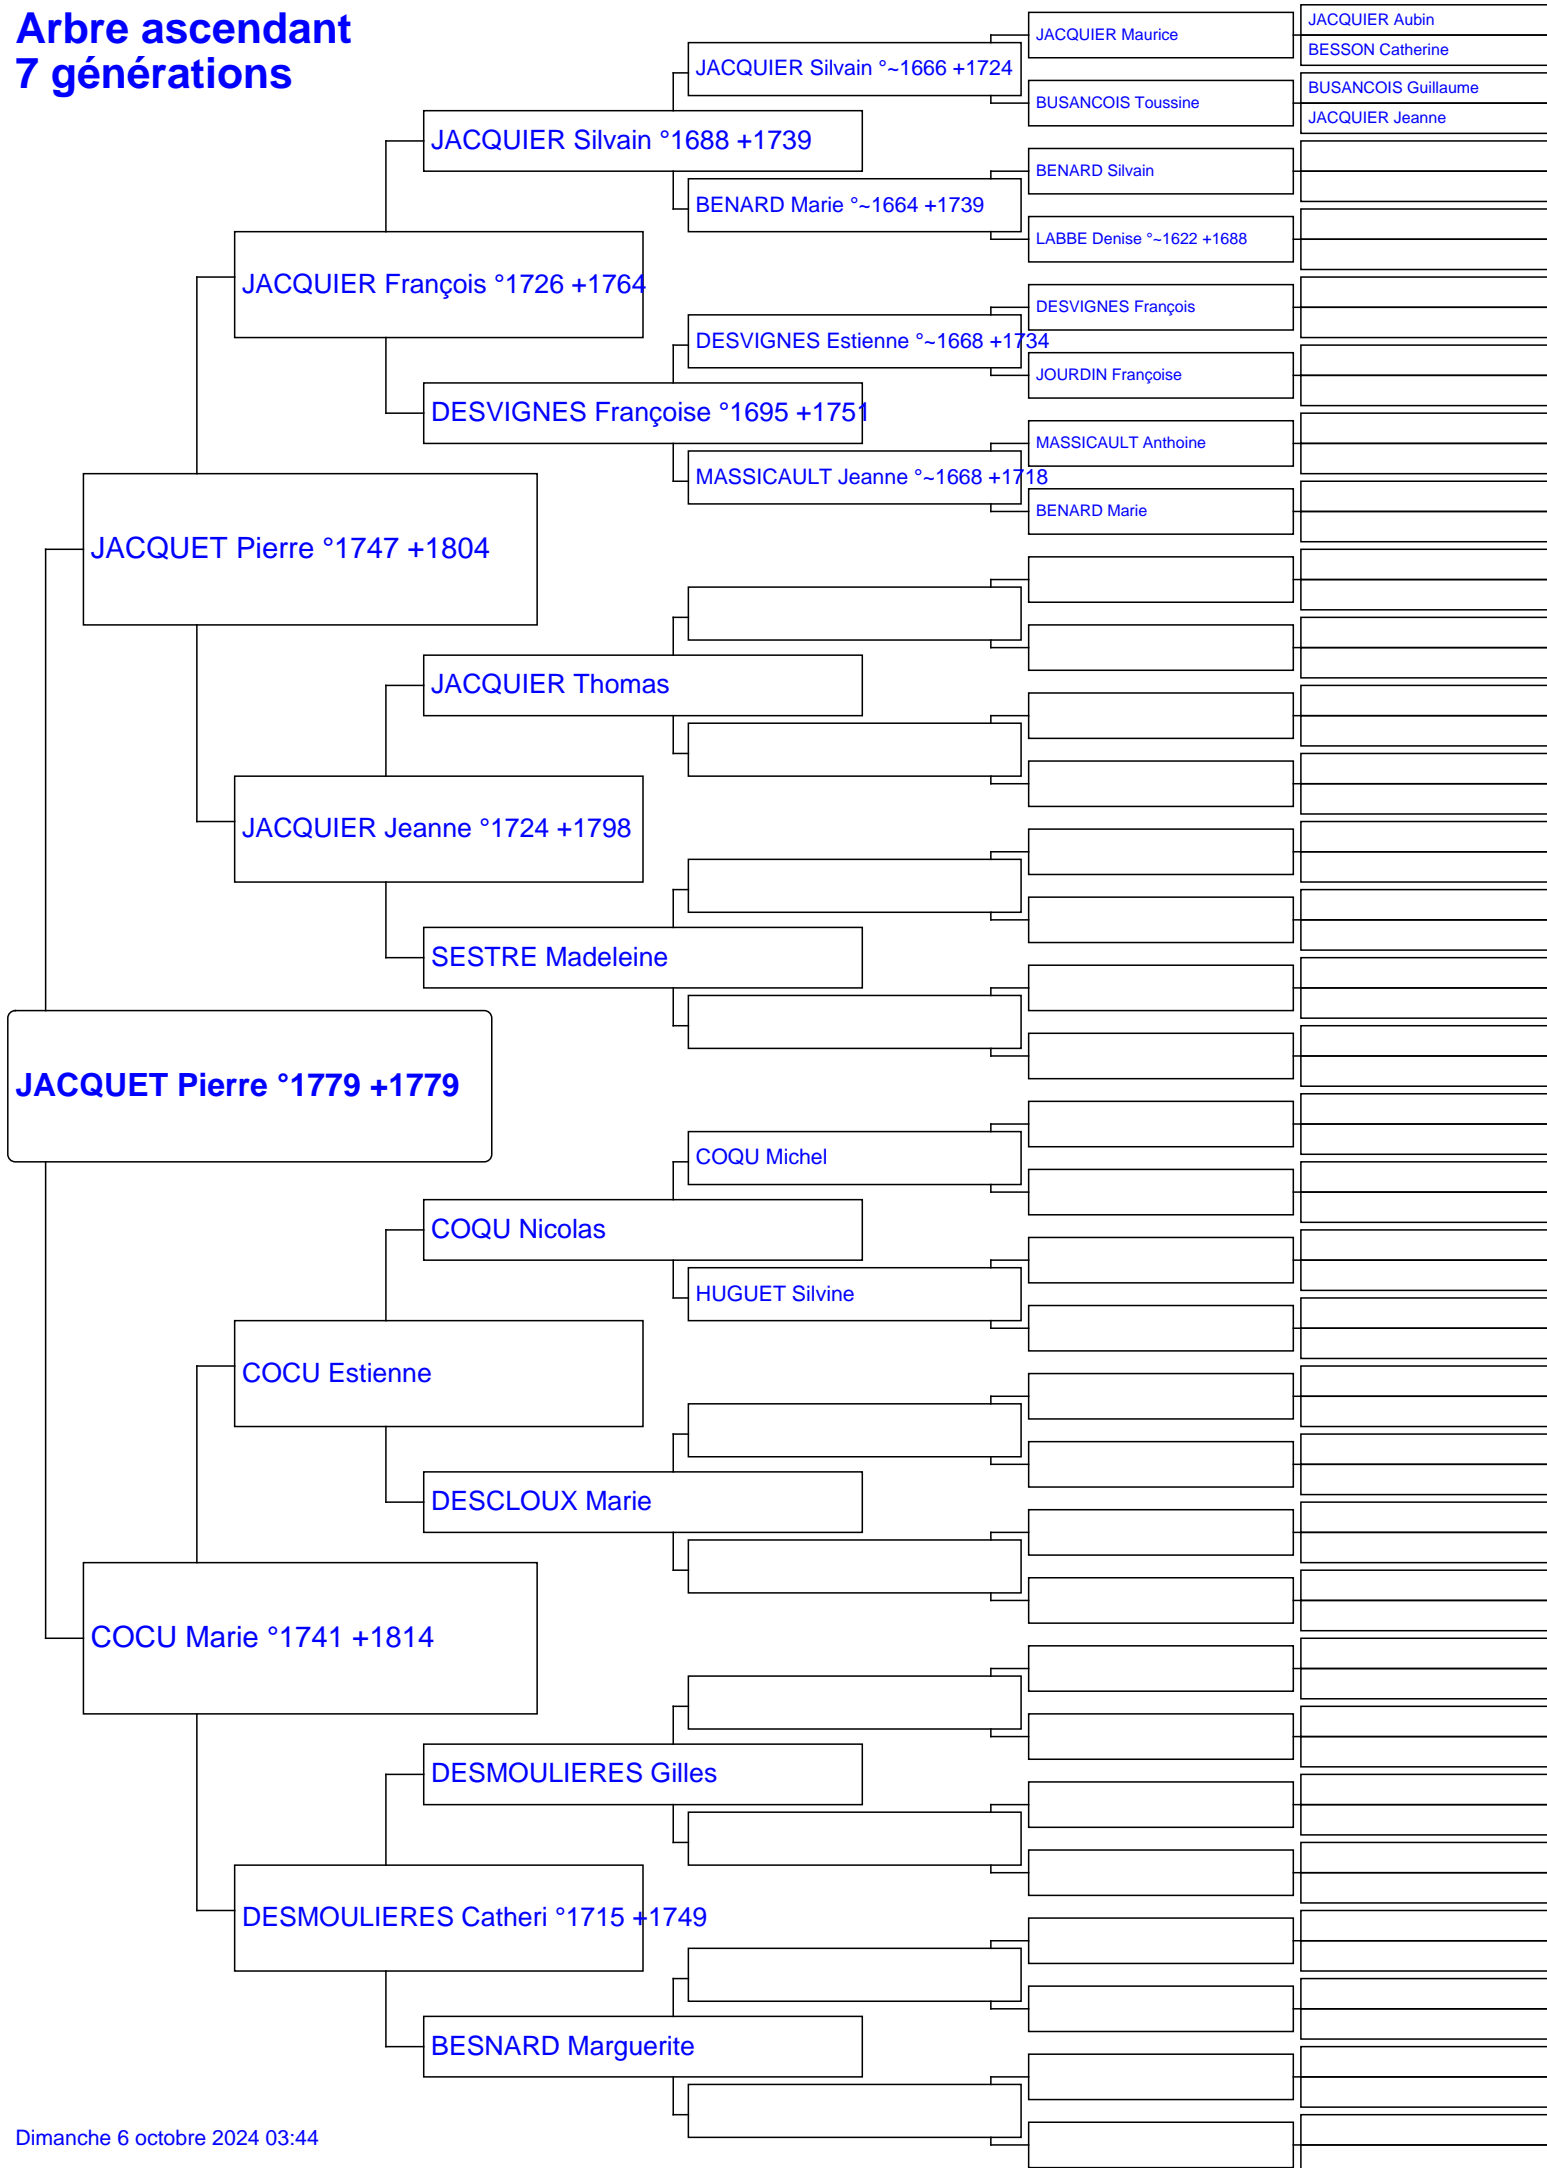 Arbre ascendant
7 générations
JACQUIER Aubin
JACQUIER Maurice
BESSON Catherine
JACQUIER Silvain °~1666 +1724
BUSANCOIS Guillaume
BUSANCOIS Toussine
JACQUIER Jeanne
JACQUIER Silvain °1688 +1739
BENARD Silvain
BENARD Marie °~1664 +1739
LABBE Denise °~1622 +1688
JACQUIER François °1726 +1764
DESVIGNES François
DESVIGNES Estienne °~1668 +1734
JOURDIN Françoise
DESVIGNES Françoise °1695 +1751
MASSICAULT Anthoine
MASSICAULT Jeanne °~1668 +1718
BENARD Marie
JACQUET Pierre °1747 +1804
JACQUIER Thomas
JACQUIER Jeanne °1724 +1798
SESTRE Madeleine
JACQUET Pierre °1779 +1779
COQU Michel
COQU Nicolas
HUGUET Silvine
COCU Estienne
DESCLOUX Marie
COCU Marie °1741 +1814
DESMOULIERES Gilles
DESMOULIERES Catheri °1715 +1749
BESNARD Marguerite
Dimanche 6 octobre 2024 03:44